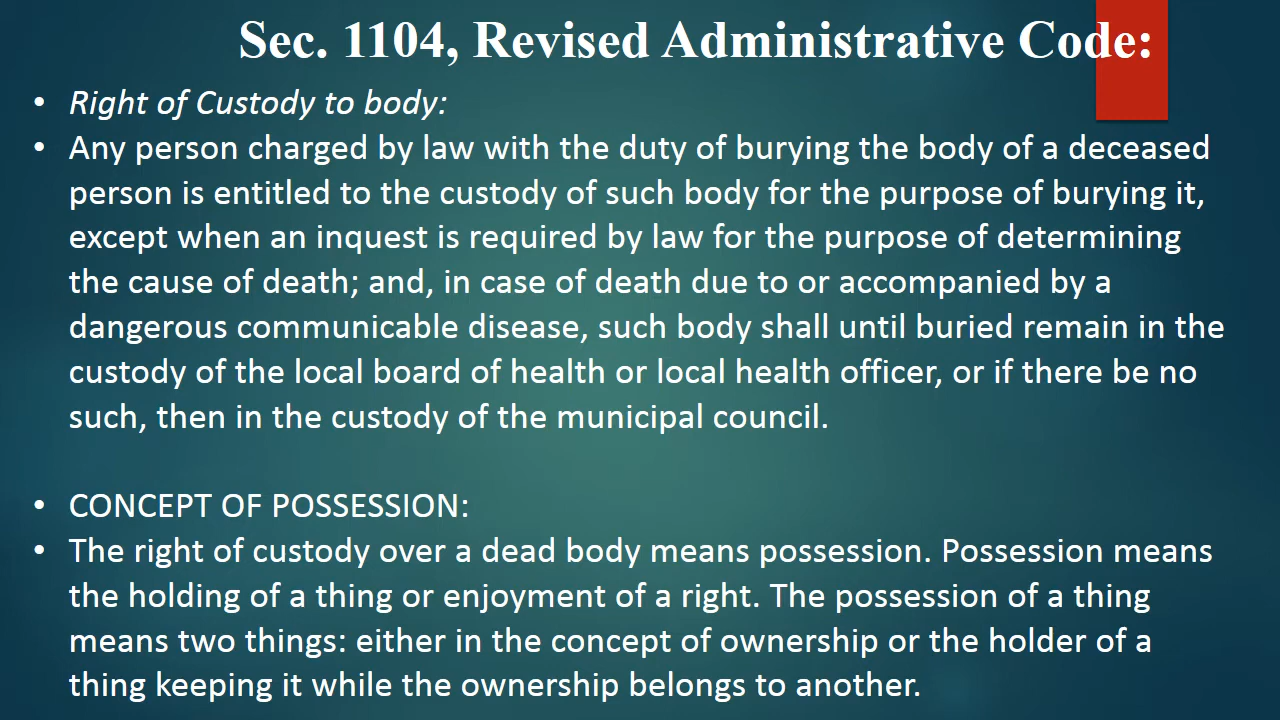 Sec. 1104, Revised Administrative Code:
• Right of Custody to body:
• Any person charged by law with the duty of burying the body of a deceased
person is entitled to the custody of such body for the purpose of burying it,
except when an inquest is required by law for the purpose of determining
the cause of death; and, in case of death due to or accompanied by a
dangerous communicable disease, such body shall until buried remain in the
custody of the local board of health or local health officer, or if there be no
such, then in the custody of the municipal council.
• CONCEPT OF POSSESSION:
• The right of custody over a dead body means possession. Possession means
the holding of a thing or enjoyment of a right. The possession of a thing
means two things: either in the concept of ownership or the holder of a
thing keeping it while the ownership belongs to another.